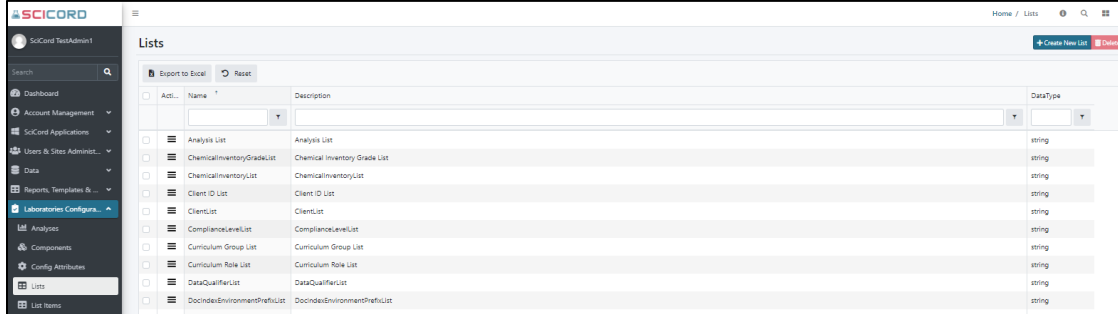 SCICORD
Home / Lists
SciCord TestAdmin1
Lists
+Create New List
Delete
Search
Export to Excel
Reset
Dashboard
Acti... Name Description DataType
Account Management
SciCord Applications
Analysis List Analysis List string
Users & Sites Administ...
ChemicalInventoryGradeList Chemical Inventory Grade List string
Data
ChemicalInventoryList ChemicalInventoryList string
Reports, Templates & ...
Client ID List Client ID List string
Laboratories Configura...
ClientList ClientList string
Analyses
ComplianceLevelList ComplianceLevelList string
Components
Curriculum Group List Curriculum Group List string
Config Attributes
Curriculum Role List Curriculum Role List string
Lists
DataQualifierList DataQualifierList string
List Items
DocIndexEnvironmentPrefixList DocIndexEnvironmentPrefixList string